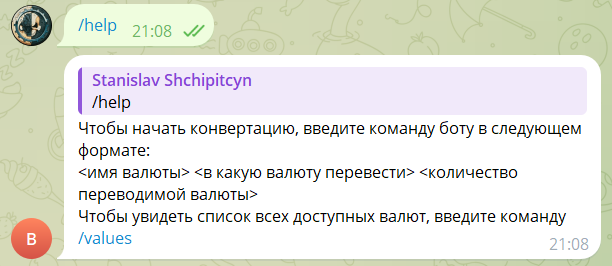 /help
21:08
Stanislav Shchipitcyn
/help
Чтобы начать конвертацию, введите команду боту в следующем
формате:
<имя валюты> <в какую валюту перевести> <количество
переводимой валюты>
Чтобы увидеть список всех доступных валют, введите команду
/values
В
21:08